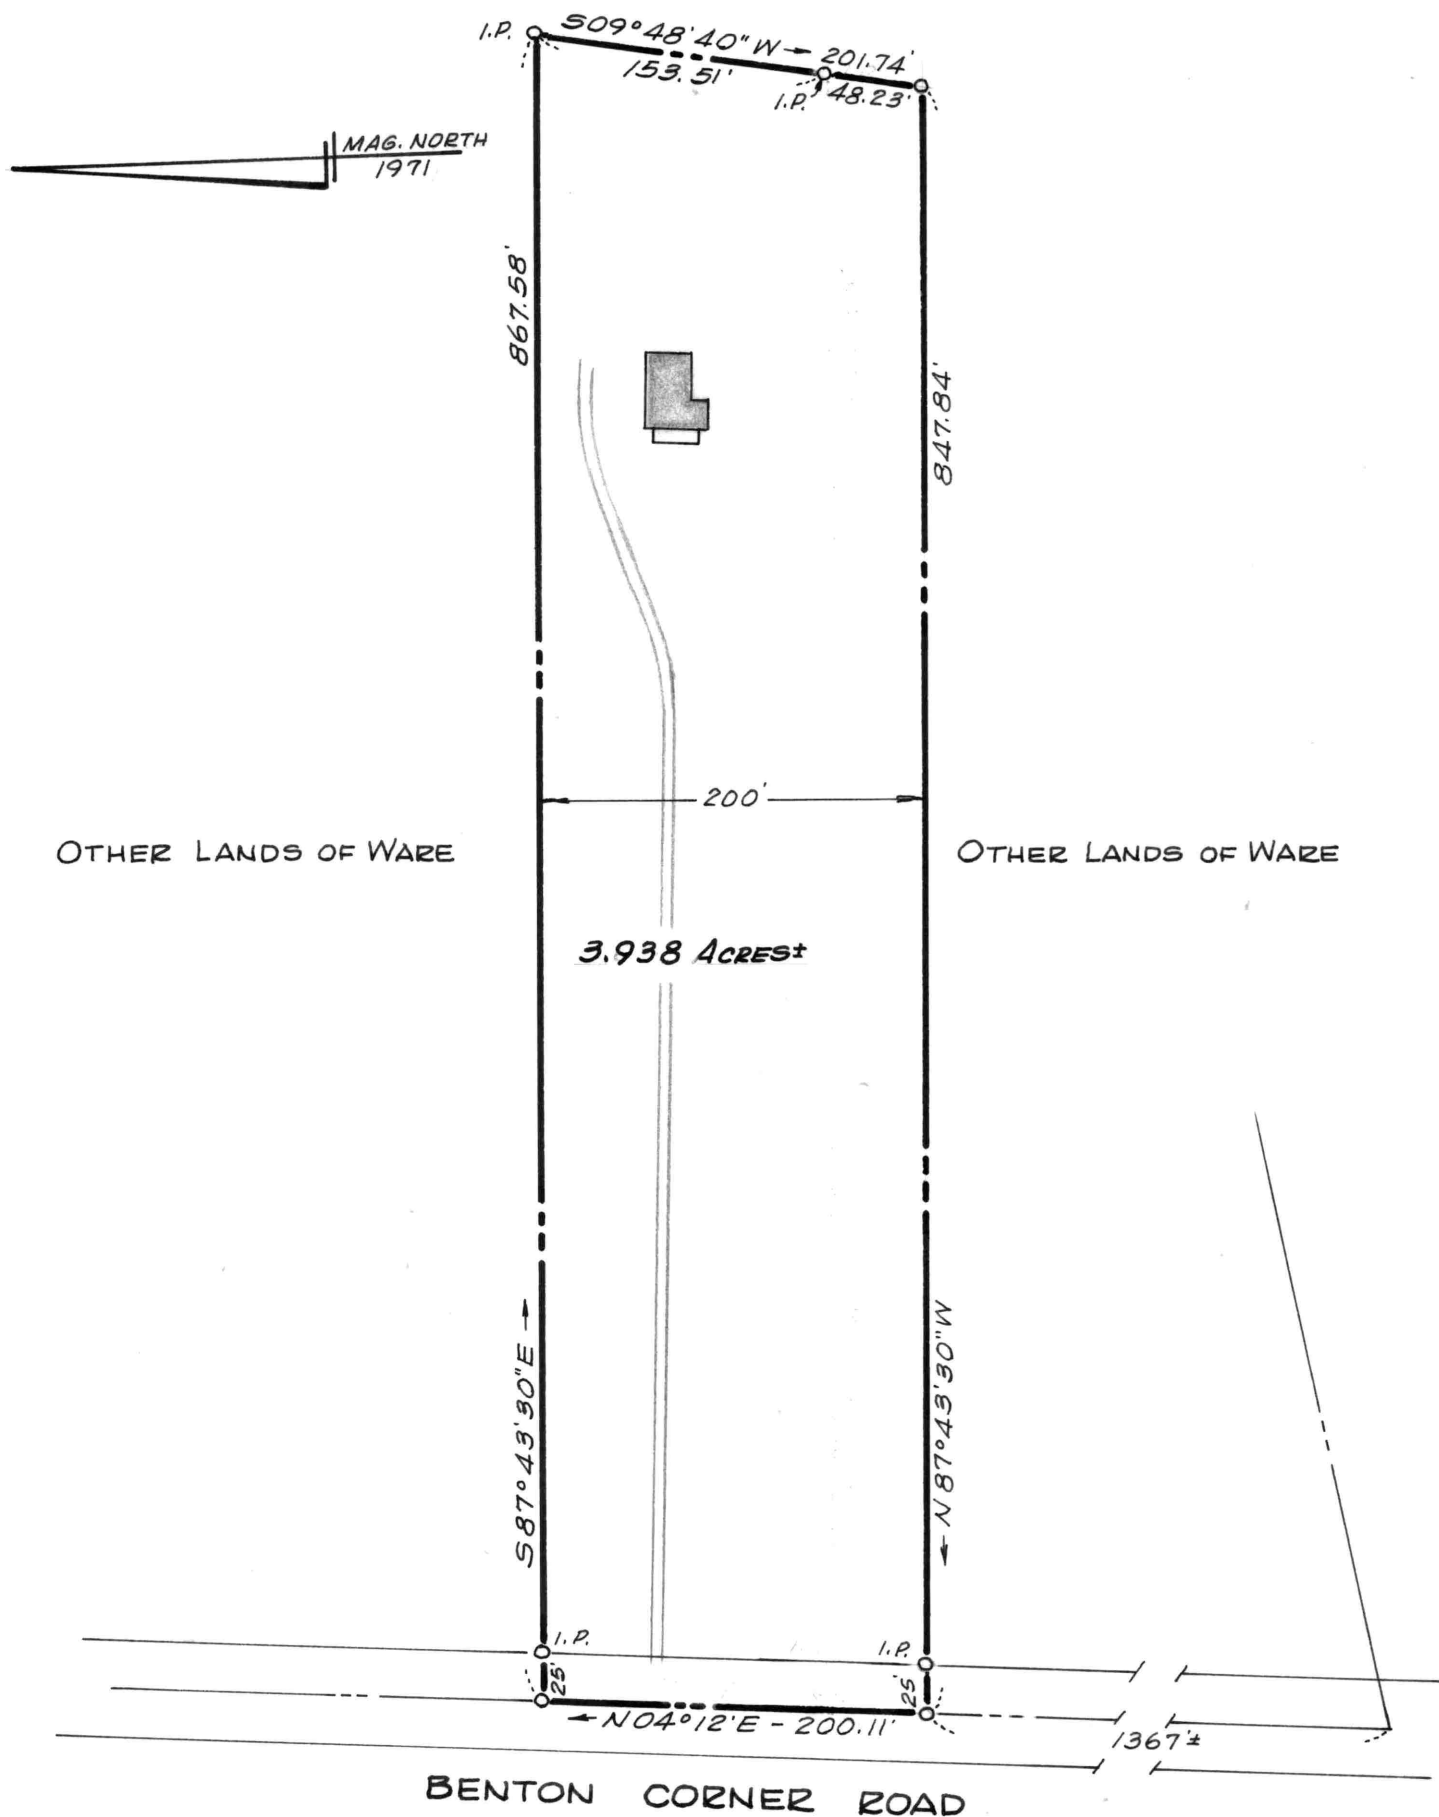 I.P.
S09°48'40"W → 201.74'
153.51'
I.P. 48.23'
MAG. NORTH
1971
867.58'
847.84'
200'
OTHER LANDS OF WARE
OTHER LANDS OF WARE
3.938 ACRES±
S87°43'30"E →
← N87°43'30"W
I.P.
I.P.
25'
25'
← N04°12'E - 200.11'
1367'±
BENTON CORNER ROAD